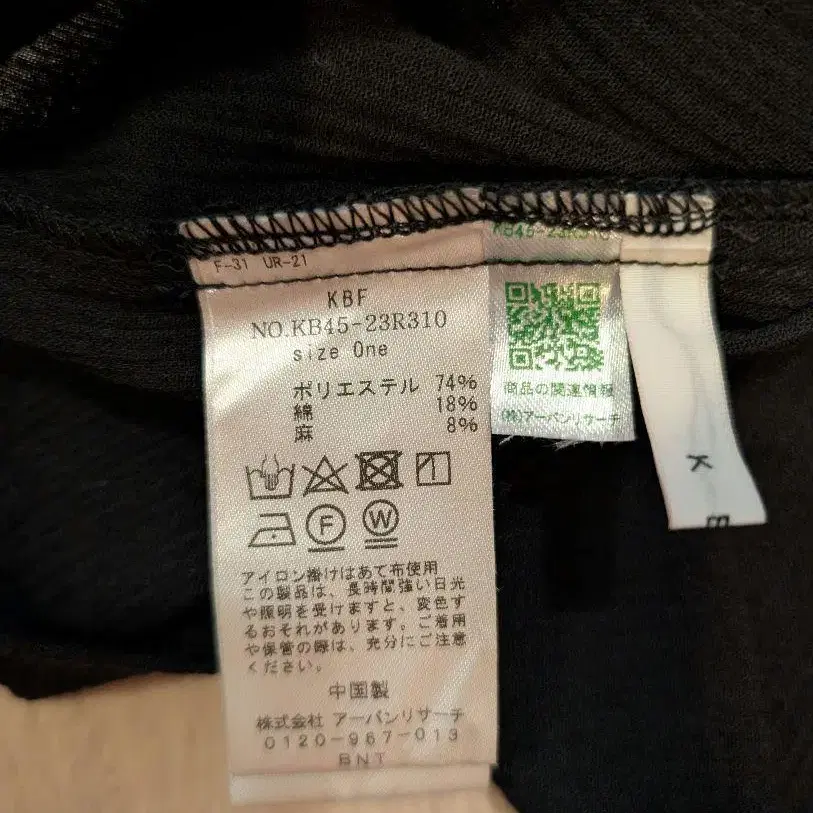 F-31 UR-21
KBF
NO.KB45-23R310
size One
ポリエステル 74%
綿 18%
麻 8%
F
W
アイロン掛けはあて布使用
この製品は、長時間強い日光
や照明を受けますと、変色す
るおそれがあります。ご着用
や保管の際は、充分にご注意
ください。
中国製
株式会社 アーバンリサーチ
0120-967-013
BNT
KB45-23R310
商品の関連情報
(株)アーバンリサーチ
K
B